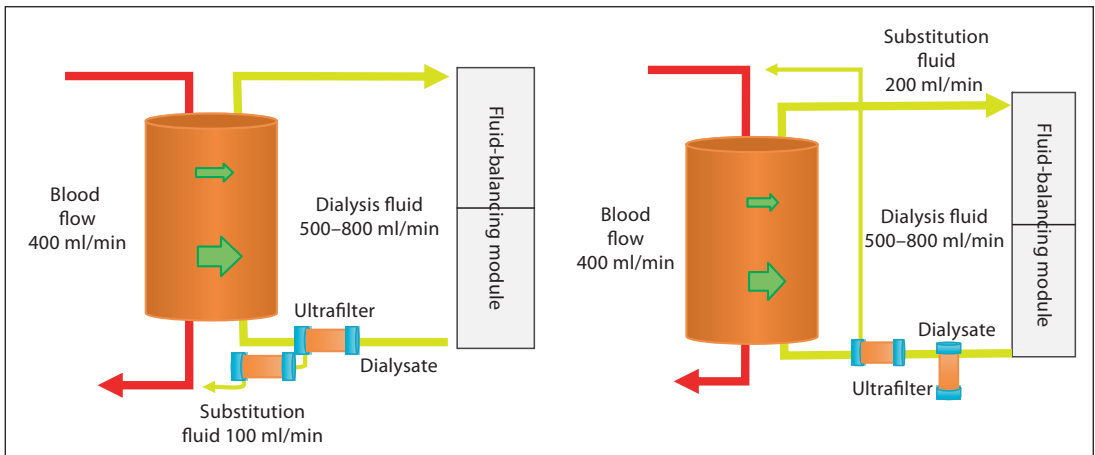 Blood
flow
400 ml/min
Dialysis fluid
500–800 ml/min
Fluid-balancing module
Ultrafilter
Dialysate
Substitution
fluid 100 ml/min
Substitution
fluid
200 ml/min
Blood
flow
400 ml/min
Dialysis fluid
500–800 ml/min
Fluid-balancing module
Dialysate
Ultrafilter